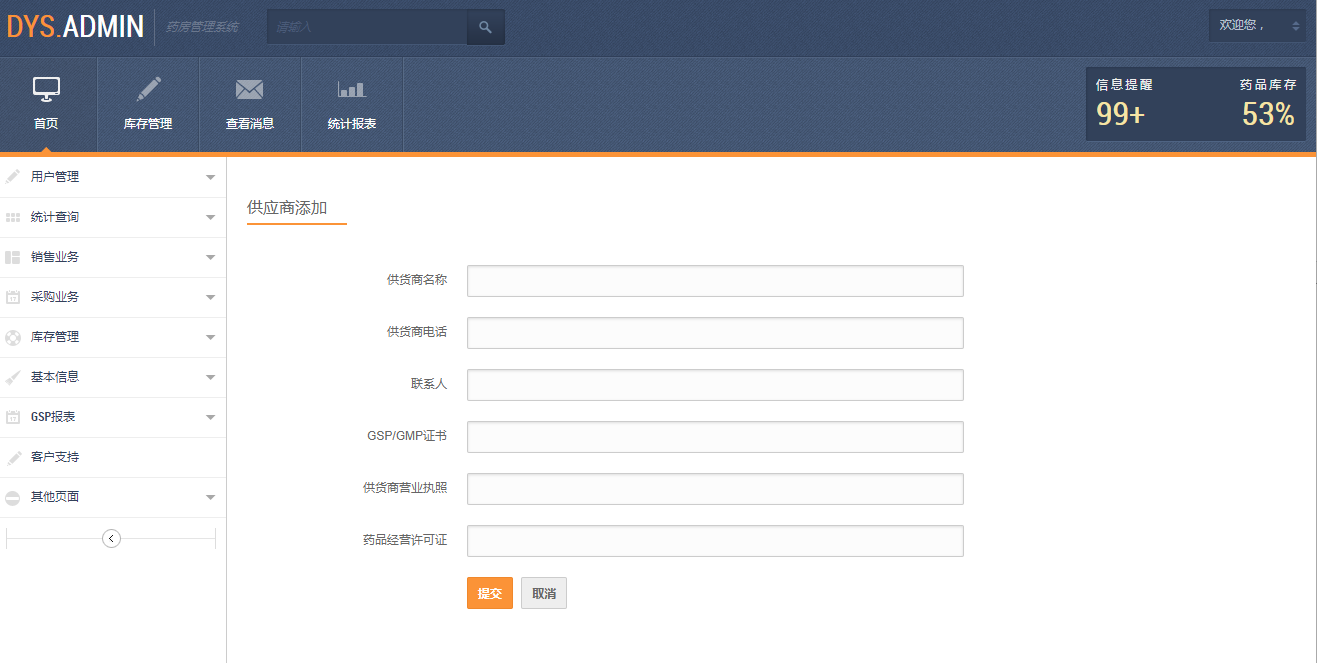 DYS.ADMIN 药房管理系统 请输入 欢迎您，
首页 库存管理 查看消息 统计报表
信息提醒 药品库存
99+ 53%
用户管理
统计查询
销售业务
采购业务
库存管理
基本信息
GSP报表
客户支持
其他页面
供应商添加
供货商名称
供货商电话
联系人
GSP/GMP证书
供货商营业执照
药品经营许可证
提交 取消